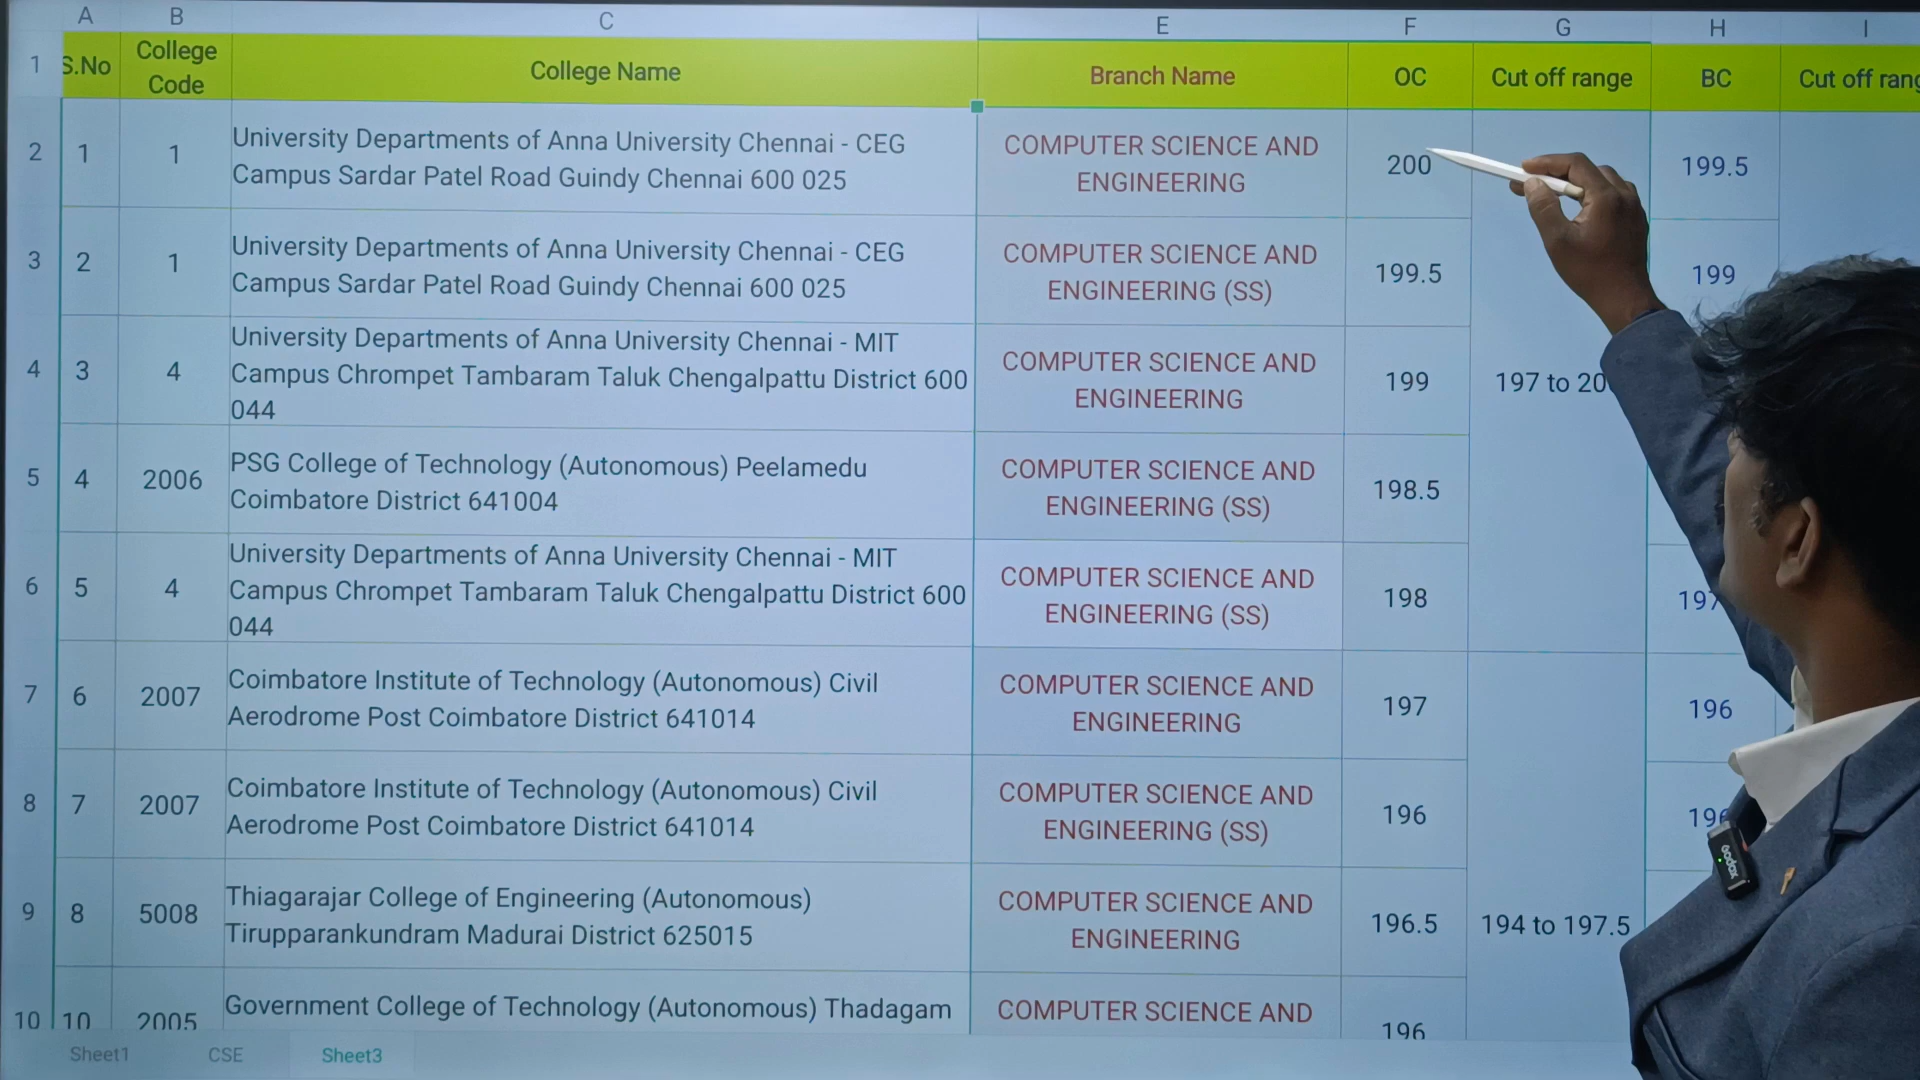 A B C E F G H I
1 S.No College Code College Name Branch Name OC Cut off range BC Cut off
2 1 1 University Departments of Anna University Chennai - CEG COMPUTER SCIENCE AND 200 199.5
Campus Sardar Patel Road Guindy Chennai 600 025 ENGINEERING
3 2 1 University Departments of Anna University Chennai - CEG COMPUTER SCIENCE AND 199.5 199
Campus Sardar Patel Road Guindy Chennai 600 025 ENGINEERING (SS)
4 3 4 University Departments of Anna University Chennai - MIT COMPUTER SCIENCE AND 199 197 to
Campus Chrompet Tambaram Taluk Chengalpattu District 600 ENGINEERING
044
5 4 2006 PSG College of Technology (Autonomous) Peelamedu COMPUTER SCIENCE AND 198.5
Coimbatore District 641004 ENGINEERING (SS)
6 5 4 University Departments of Anna University Chennai - MIT COMPUTER SCIENCE AND 198
Campus Chrompet Tambaram Taluk Chengalpattu District 600 ENGINEERING (SS)
044
7 6 2007 Coimbatore Institute of Technology (Autonomous) Civil COMPUTER SCIENCE AND 197 196
Aerodrome Post Coimbatore District 641014 ENGINEERING
8 7 2007 Coimbatore Institute of Technology (Autonomous) Civil COMPUTER SCIENCE AND 196
Aerodrome Post Coimbatore District 641014 ENGINEERING (SS)
9 8 5008 Thiagarajar College of Engineering (Autonomous) COMPUTER SCIENCE AND 196.5 194 to 197.5
Tirupparankundram Madurai District 625015 ENGINEERING
10 10 2005 Government College of Technology (Autonomous) Thadagam COMPUTER SCIENCE AND 196
Sheet1 CSE Sheet3
Godox